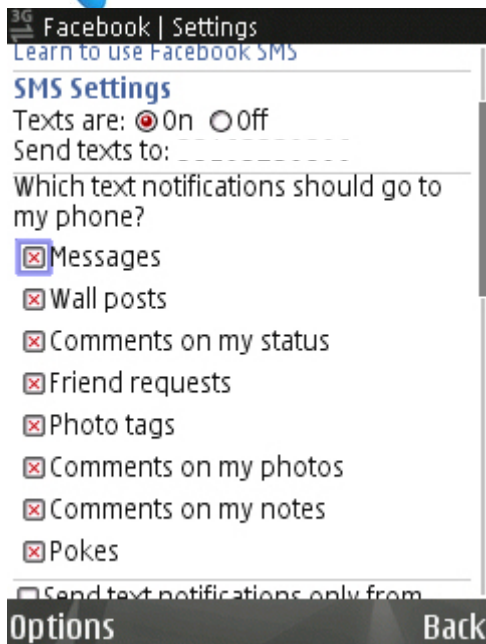 3G
Facebook | Settings
Learn to use Facebook SMS
SMS Settings
Texts are: On Off
Send texts to:
Which text notifications should go to
my phone?
Messages
Wall posts
Comments on my status
Friend requests
Photo tags
Comments on my photos
Comments on my notes
Pokes
Send text notifications only from
Options Back